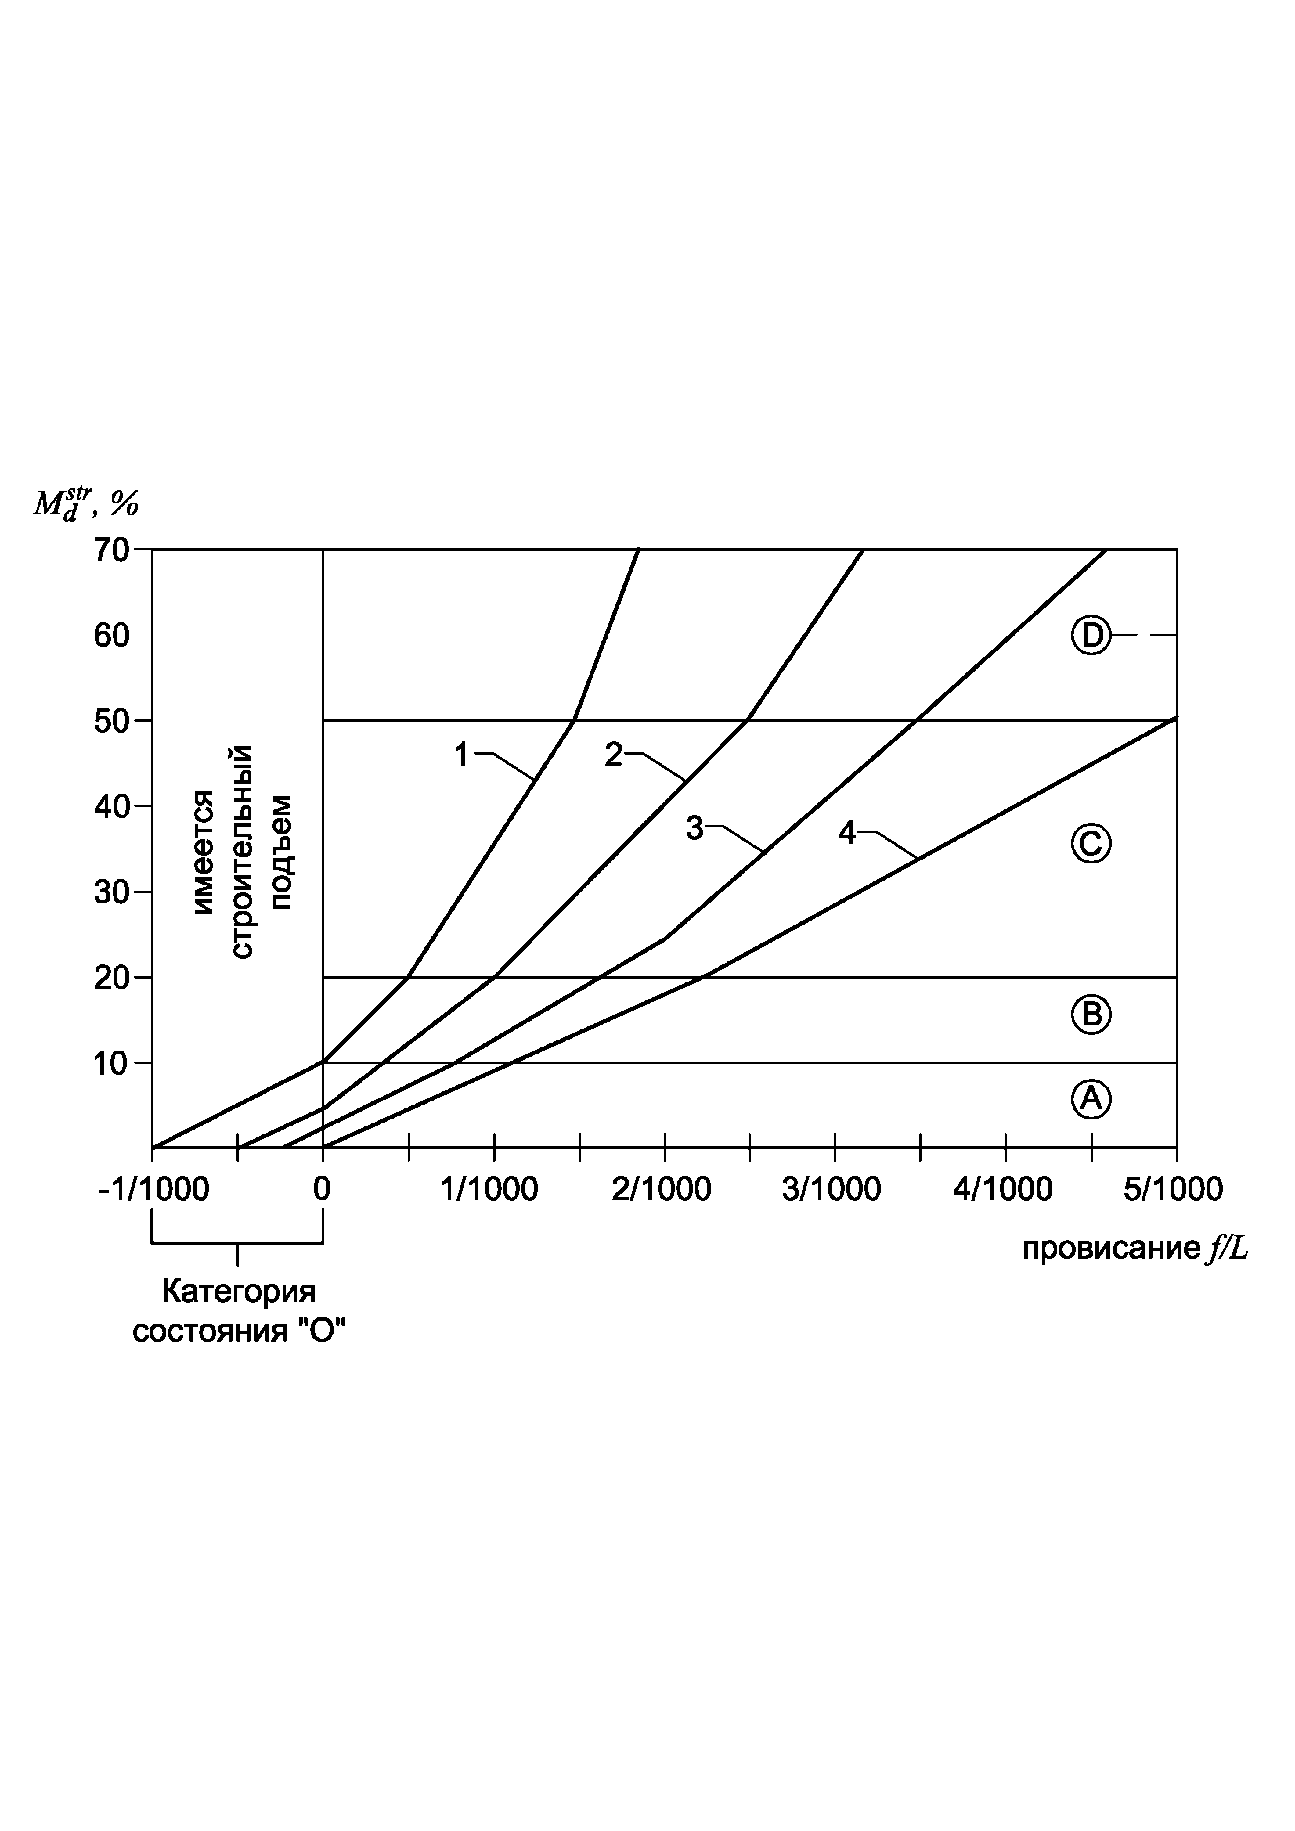 M_d^str, %
70
60
50
40
30
20
10
имеется
строительный
подъем
1
2
3
4
D
C
B
A
-1/1000 0 1/1000 2/1000 3/1000 4/1000 5/1000
провисание f/L
Категория
состояния "О"